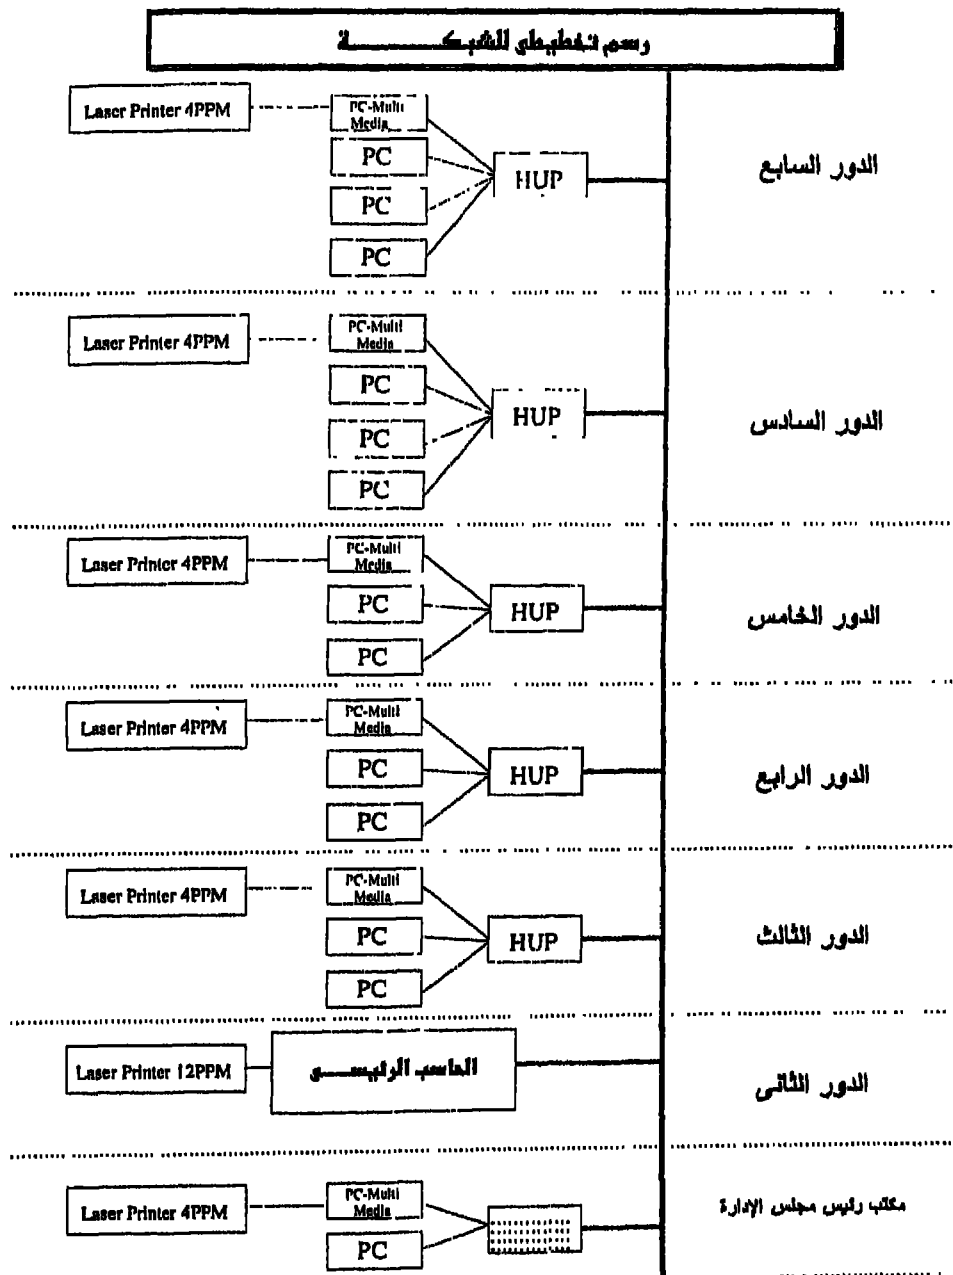 رسم تخطيطي للشبكــــــــــة
Laser Printer 4PPM
PC-Multi
Media
PC
PC
PC
HUP
الدور السابع
Laser Printer 4PPM
PC-Multi
Media
PC
PC
PC
HUP
الدور السادس
Laser Printer 4PPM
PC-Multi
Media
PC
PC
HUP
الدور الخامس
Laser Printer 4PPM
PC-Multi
Media
PC
PC
HUP
الدور الرابع
Laser Printer 4PPM
PC-Multi
Media
PC
PC
HUP
الدور الثالث
Laser Printer 12PPM
الحاسب الرئيســـى
الدور الثانى
Laser Printer 4PPM
PC-Multi
Media
PC
مكتب رئيس مجلس الإدارة